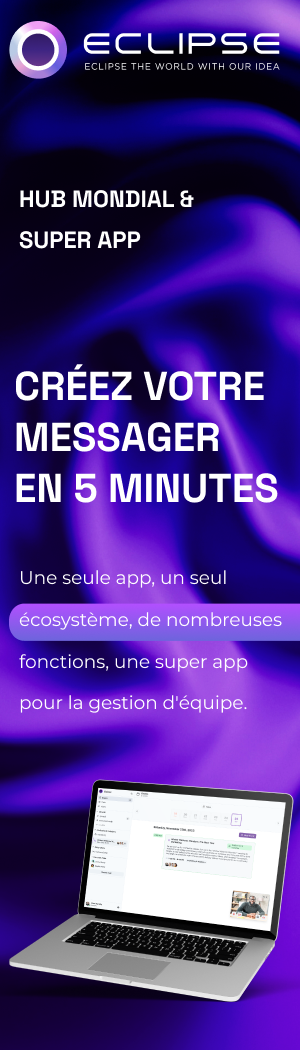 ECLIPSE
ECLIPSE THE WORLD WITH OUR IDEA
HUB MONDIAL &
SUPER APP
CRÉEZ VOTRE
MESSAGER
EN 5 MINUTES
Une seule app, un seul
écosystème, de nombreuses
fonctions, une super app
pour la gestion d'équipe.